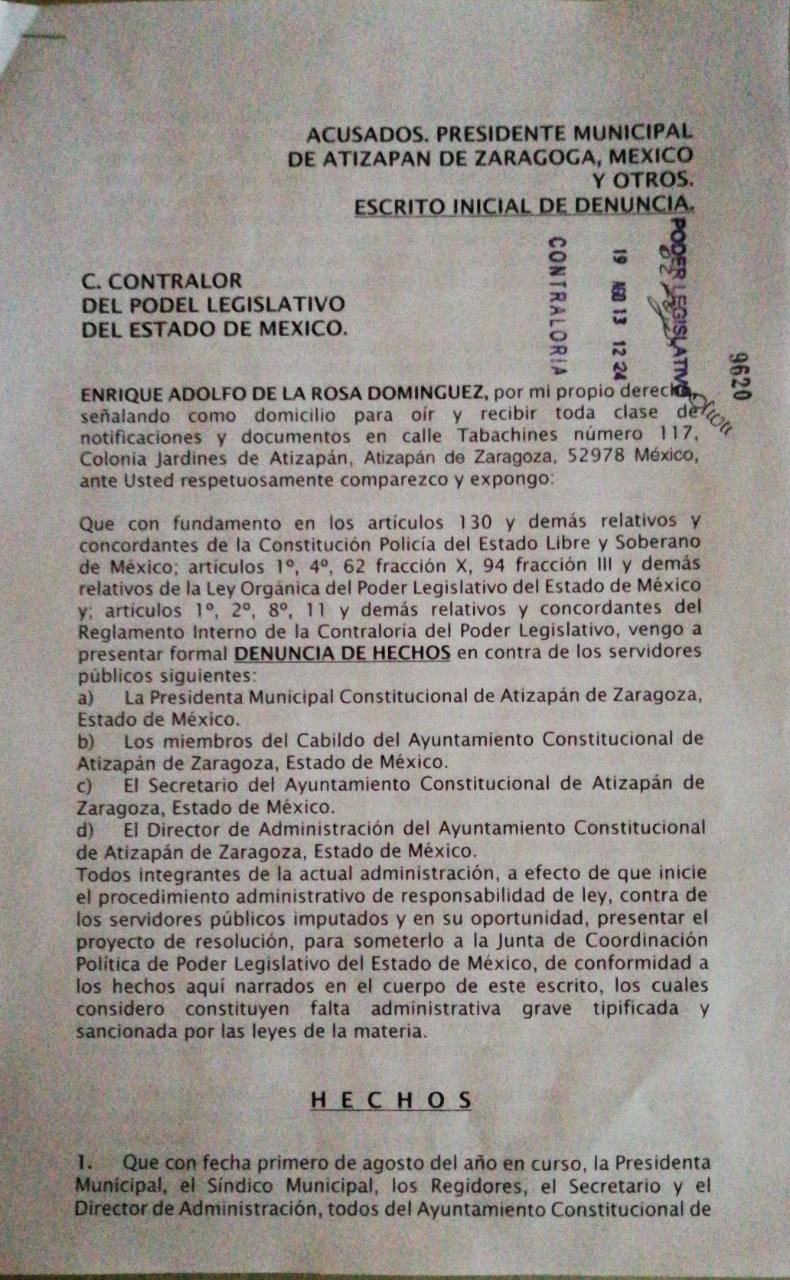 ACUSADOS. PRESIDENTE MUNICIPAL
DE ATIZAPAN DE ZARAGOGA, MEXICO
Y OTROS.
ESCRITO INICIAL DE DENUNCIA.
PODER LEGISLATIVO
19 AGO 13 12 24
CONTRALORIA
9620
C. CONTRALOR
DEL PODEL LEGISLATIVO
DEL ESTADO DE MEXICO.
ENRIQUE ADOLFO DE LA ROSA DOMINGUEZ, por mi propio derecho
señalando como domicilio para oír y recibir toda clase de
notificaciones y documentos en calle Tabachines número 117,
Colonia Jardines de Atizapán, Atizapán de Zaragoza, 52978 México,
ante Usted respetuosamente comparezco y expongo:
Que con fundamento en los artículos 130 y demás relativos y
concordantes de la Constitución Policía del Estado Libre y Soberano
de México; artículos 1º, 4º, 62 fracción X, 94 fracción III y demás
relativos de la Ley Orgánica del Poder Legislativo del Estado de México
y; artículos 1º, 2º, 8º, 11 y demás relativos y concordantes del
Reglamento Interno de la Contraloría del Poder Legislativo, vengo a
presentar formal DENUNCIA DE HECHOS en contra de los servidores
públicos siguientes:
a) La Presidenta Municipal Constitucional de Atizapán de Zaragoza,
Estado de México.
b) Los miembros del Cabildo del Ayuntamiento Constitucional de
Atizapán de Zaragoza, Estado de México.
c) El Secretario del Ayuntamiento Constitucional de Atizapán de
Zaragoza, Estado de México.
d) El Director de Administración del Ayuntamiento Constitucional
de Atizapán de Zaragoza, Estado de México.
Todos integrantes de la actual administración, a efecto de que inicie
el procedimiento administrativo de responsabilidad de ley, contra de
los servidores públicos imputados y en su oportunidad, presentar el
proyecto de resolución, para someterlo a la Junta de Coordinación
Política de Poder Legislativo del Estado de México, de conformidad a
los hechos aquí narrados en el cuerpo de este escrito, los cuales
considero constituyen falta administrativa grave tipificada y
sancionada por las leyes de la materia.
H E C H O S
1. Que con fecha primero de agosto del año en curso, la Presidenta
Municipal, el Síndico Municipal, los Regidores, el Secretario y el
Director de Administración, todos del Ayuntamiento Constitucional de